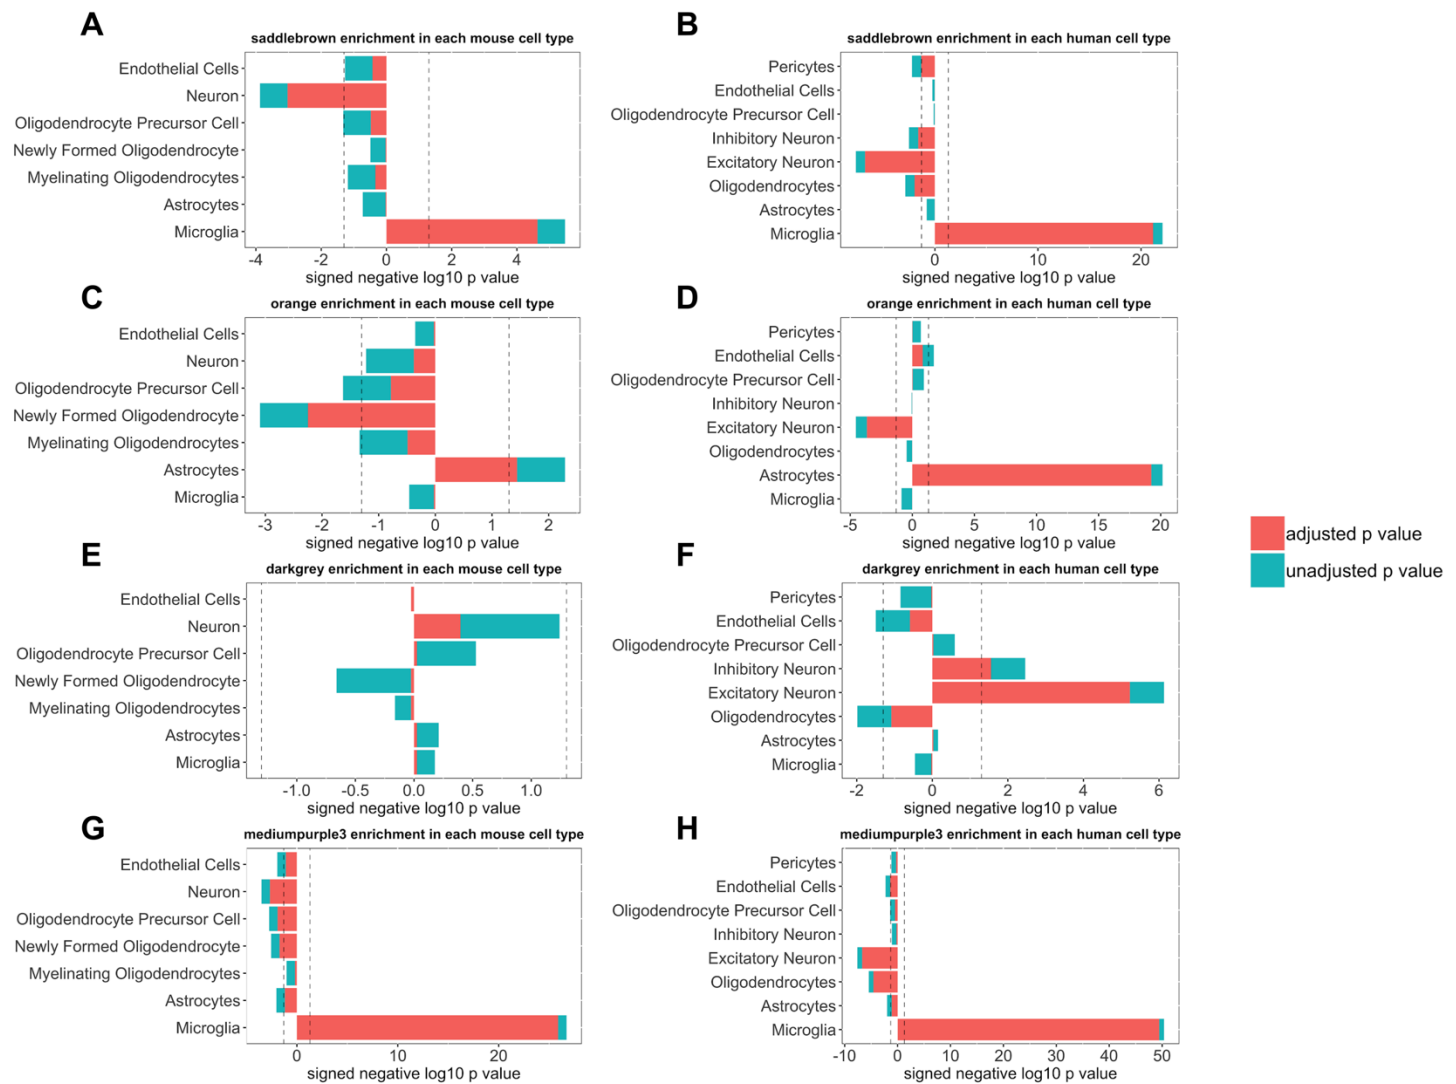 A
saddlebrown enrichment in each mouse cell type
Endothelial Cells
Neuron
Oligodendrocyte Precursor Cell
Newly Formed Oligodendrocyte
Myelinating Oligodendrocytes
Astrocytes
Microglia
-4 -2 0 2 4
signed negative log10 p value
B
saddlebrown enrichment in each human cell type
Pericytes
Endothelial Cells
Oligodendrocyte Precursor Cell
Inhibitory Neuron
Excitatory Neuron
Oligodendrocytes
Astrocytes
Microglia
0 10 20
signed negative log10 p value
C
orange enrichment in each mouse cell type
Endothelial Cells
Neuron
Oligodendrocyte Precursor Cell
Newly Formed Oligodendrocyte
Myelinating Oligodendrocytes
Astrocytes
Microglia
-3 -2 -1 0 1 2
signed negative log10 p value
D
orange enrichment in each human cell type
Pericytes
Endothelial Cells
Oligodendrocyte Precursor Cell
Inhibitory Neuron
Excitatory Neuron
Oligodendrocytes
Astrocytes
Microglia
-5 0 5 10 15 20
signed negative log10 p value
adjusted p value
unadjusted p value
E
darkgrey enrichment in each mouse cell type
Endothelial Cells
Neuron
Oligodendrocyte Precursor Cell
Newly Formed Oligodendrocyte
Myelinating Oligodendrocytes
Astrocytes
Microglia
-1.0 -0.5 0.0 0.5 1.0
signed negative log10 p value
F
darkgrey enrichment in each human cell type
Pericytes
Endothelial Cells
Oligodendrocyte Precursor Cell
Inhibitory Neuron
Excitatory Neuron
Oligodendrocytes
Astrocytes
Microglia
-2 0 2 4 6
signed negative log10 p value
G
mediumpurple3 enrichment in each mouse cell type
Endothelial Cells
Neuron
Oligodendrocyte Precursor Cell
Newly Formed Oligodendrocyte
Myelinating Oligodendrocytes
Astrocytes
Microglia
0 10 20
signed negative log10 p value
H
mediumpurple3 enrichment in each human cell type
Pericytes
Endothelial Cells
Oligodendrocyte Precursor Cell
Inhibitory Neuron
Excitatory Neuron
Oligodendrocytes
Astrocytes
Microglia
-10 0 10 20 30 40 50
signed negative log10 p value